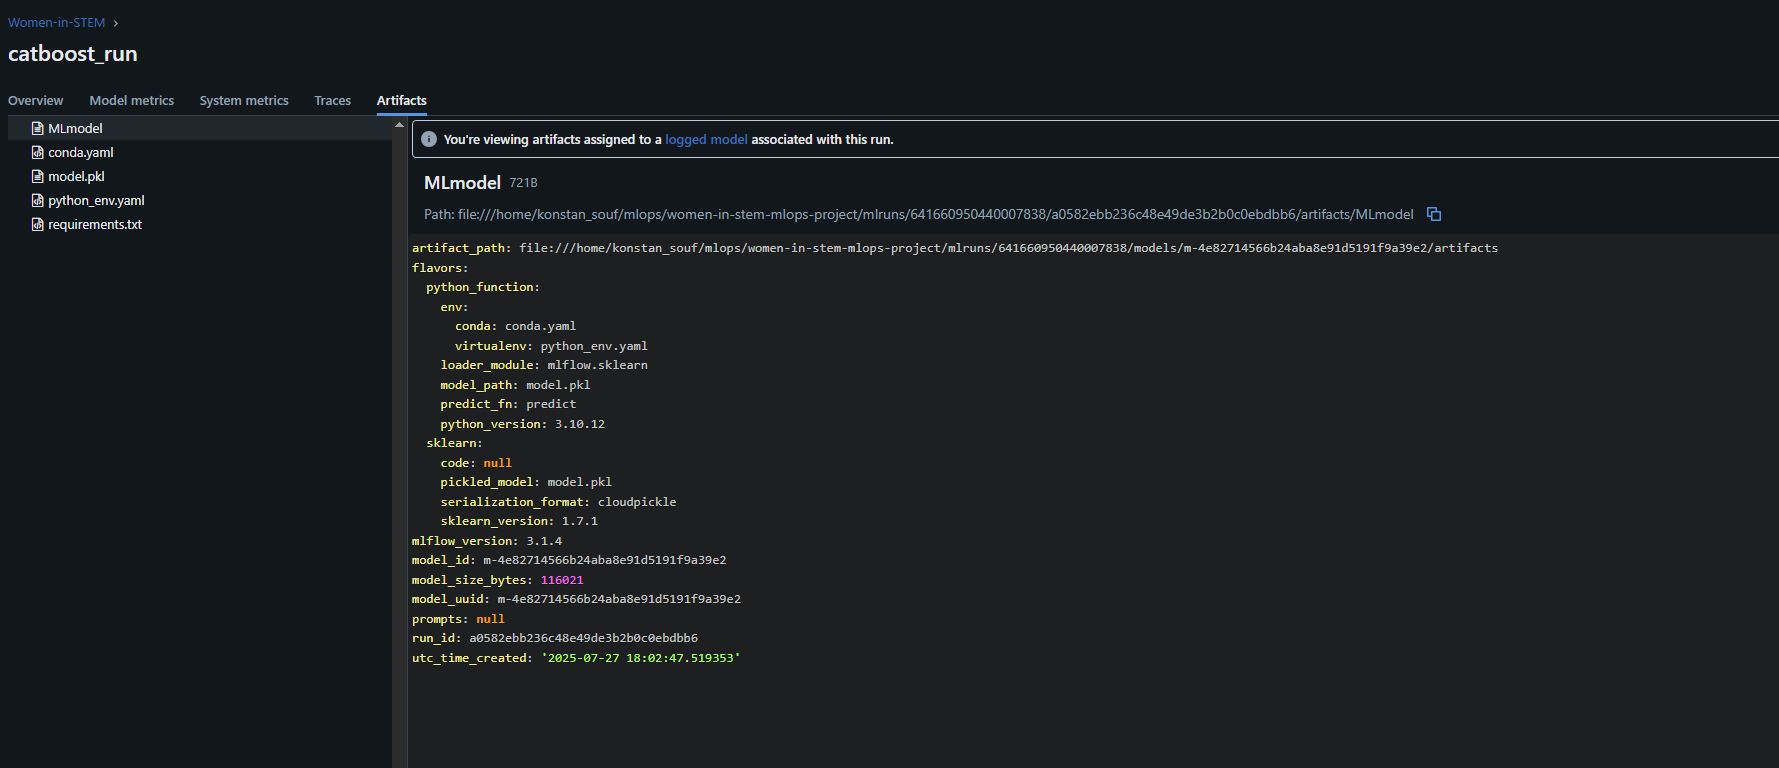 Women-in-STEM ›
catboost_run
Overview Model metrics System metrics Traces Artifacts
MLmodel
conda.yaml
model.pkl
python_env.yaml
requirements.txt
You're viewing artifacts assigned to a logged model associated with this run.
MLmodel 721B
Path: file:///home/konstan_souf/mlops/women-in-stem-mlops-project/mlruns/641660950440007838/a0582ebb236c48e49de3b2b0c0ebdbb6/artifacts/MLmodel
artifact_path: file:///home/konstan_souf/mlops/women-in-stem-mlops-project/mlruns/641660950440007838/models/m-4e82714566b24aba8e91d5191f9a39e2/artifacts
flavors:
  python_function:
    env:
      conda: conda.yaml
      virtualenv: python_env.yaml
    loader_module: mlflow.sklearn
    model_path: model.pkl
    predict_fn: predict
    python_version: 3.10.12
  sklearn:
    code: null
    pickled_model: model.pkl
    serialization_format: cloudpickle
    sklearn_version: 1.7.1
mlflow_version: 3.1.4
model_id: m-4e82714566b24aba8e91d5191f9a39e2
model_size_bytes: 116021
model_uuid: m-4e82714566b24aba8e91d5191f9a39e2
prompts: null
run_id: a0582ebb236c48e49de3b2b0c0ebdbb6
utc_time_created: '2025-07-27 18:02:47.519353'